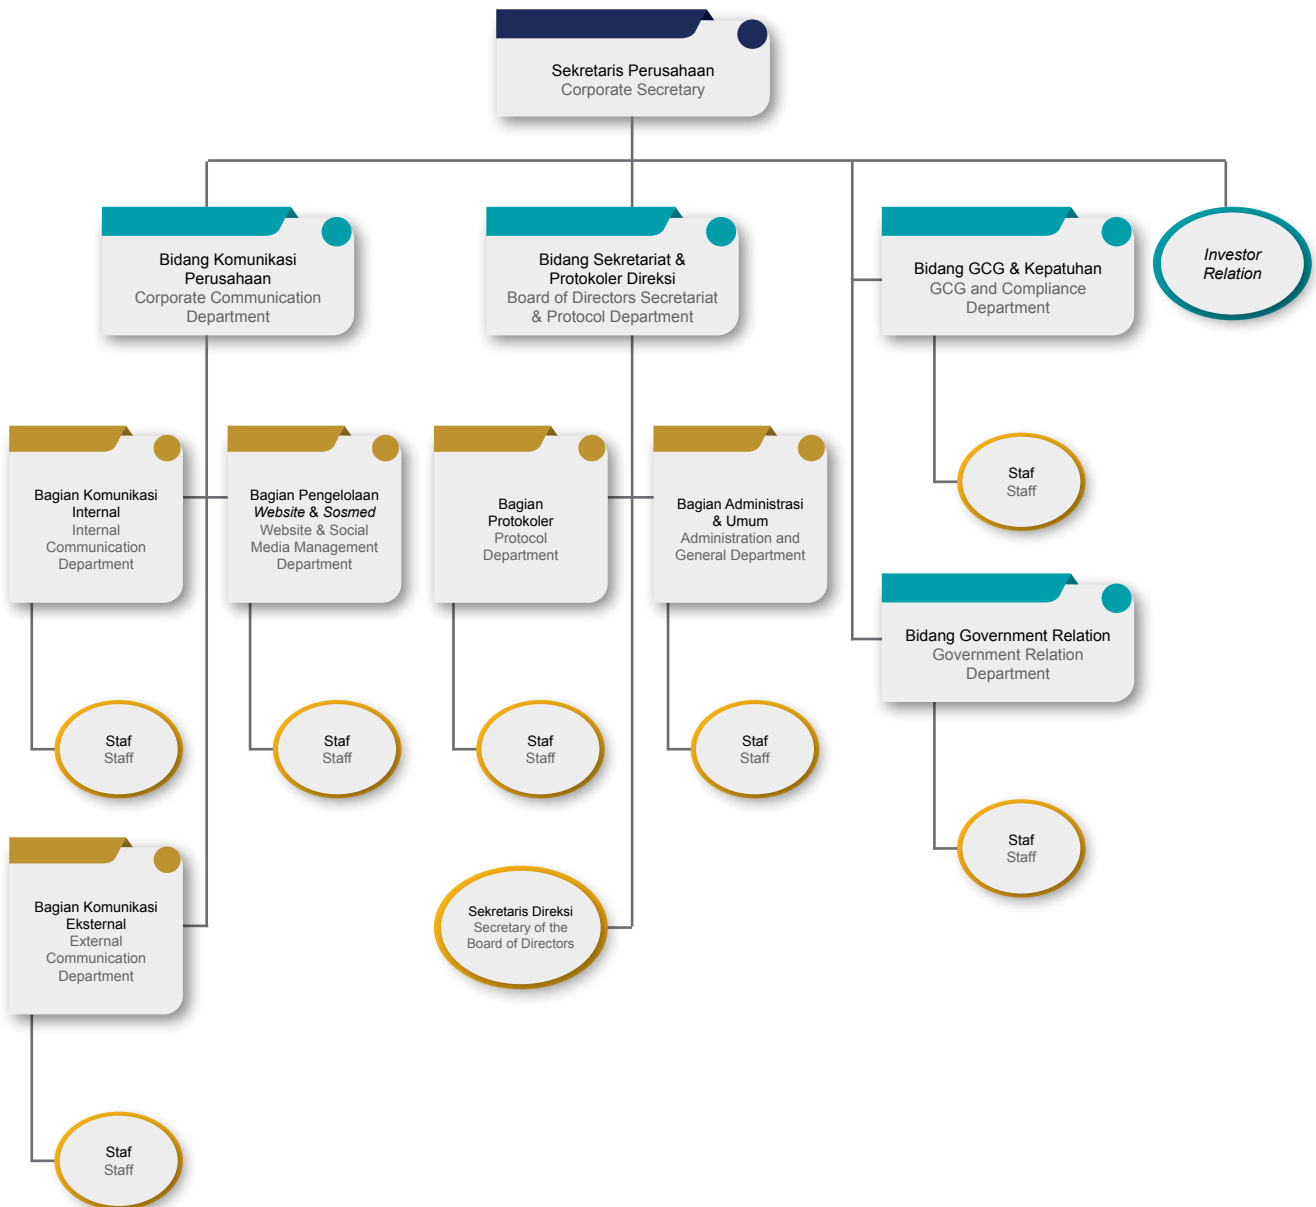 Sekretaris Perusahaan
Corporate Secretary
Bidang Komunikasi
Perusahaan
Corporate Communication
Department
Bidang Sekretariat &
Protokoler Direksi
Board of Directors Secretariat
& Protocol Department
Bidang GCG & Kepatuhan
GCG and Compliance
Department
Investor
Relation
Bagian Komunikasi
Internal
Internal
Communication
Department
Bagian Pengelolaan
Website & Sosmed
Website & Social
Media Management
Department
Bagian
Protokoler
Protocol
Department
Bagian Administrasi
& Umum
Administration and
General Department
Staf
Staff
Bidang Government Relation
Government Relation
Department
Staf
Staff
Staf
Staff
Staf
Staff
Staf
Staff
Staf
Staff
Bagian Komunikasi
Eksternal
External
Communication
Department
Sekretaris Direksi
Secretary of the
Board of Directors
Staf
Staff